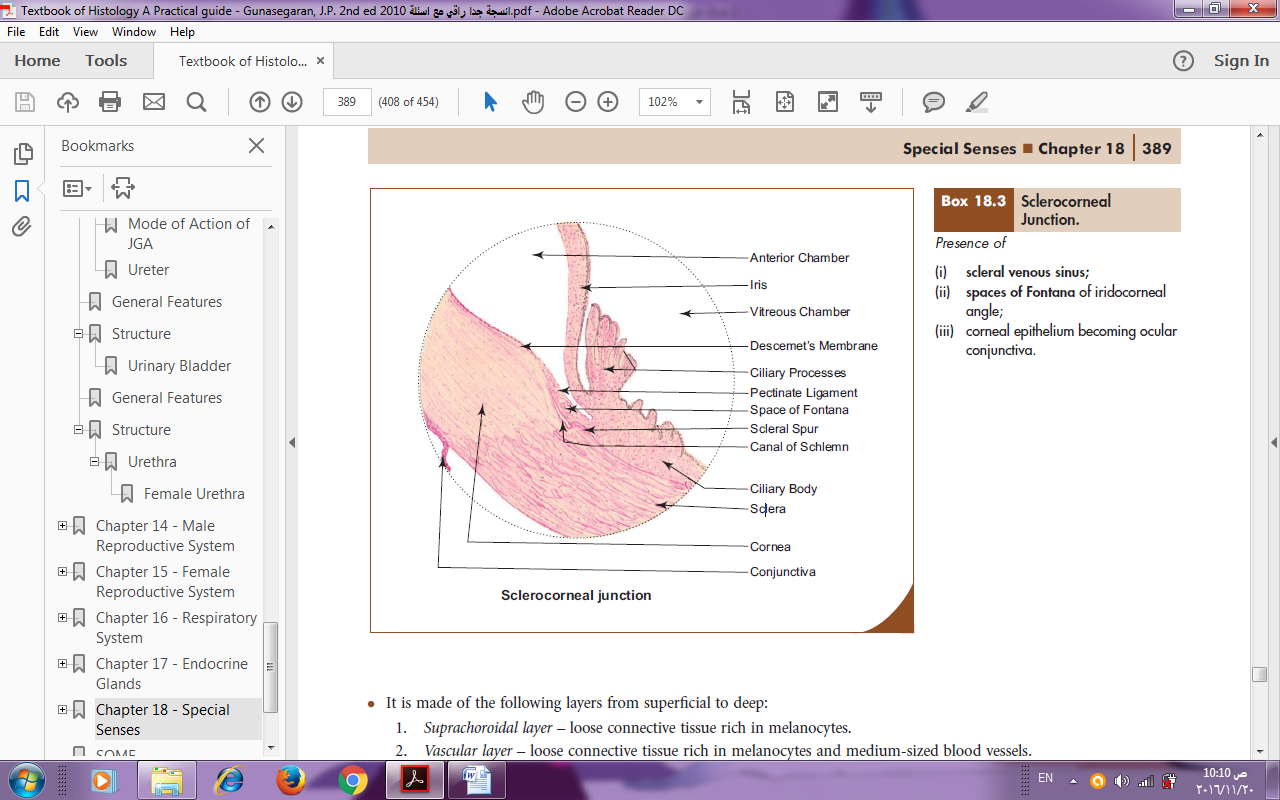 Textbook of Histology A Practical guide - Gunasegaran, J.P. 2nd ed 2010 انسجة جدا راقي مع اسئلة.pdf - Adobe Acrobat Reader DC
File Edit View Window Help
Home Tools Textbook of Histolo... × ? Sign In
389 (408 of 454) 102%
Bookmarks
Mode of Action of
JGA
Ureter
General Features
Structure
Urinary Bladder
General Features
Structure
Urethra
Female Urethra
Chapter 14 - Male
Reproductive System
Chapter 15 - Female
Reproductive System
Chapter 16 - Respiratory
System
Chapter 17 - Endocrine
Glands
Chapter 18 - Special
Senses
SOME
Special Senses ■ Chapter 18 389
Anterior Chamber
Iris
Vitreous Chamber
Descemet's Membrane
Ciliary Processes
Pectinate Ligament
Space of Fontana
Scleral Spur
Canal of Schlemn
Ciliary Body
Sclera
Cornea
Conjunctiva
Sclerocorneal junction
Box 18.3 Sclerocorneal
Junction.
Presence of
(i) scleral venous sinus;
(ii) spaces of Fontana of iridocorneal
angle;
(iii) corneal epithelium becoming ocular
conjunctiva.
• It is made of the following layers from superficial to deep:
1. Suprachoroidal layer – loose connective tissue rich in melanocytes.
2. Vascular layer – loose connective tissue rich in melanocytes and medium-sized blood vessels.
EN
10:10 ص
٢٠١٦/١١/٢٠